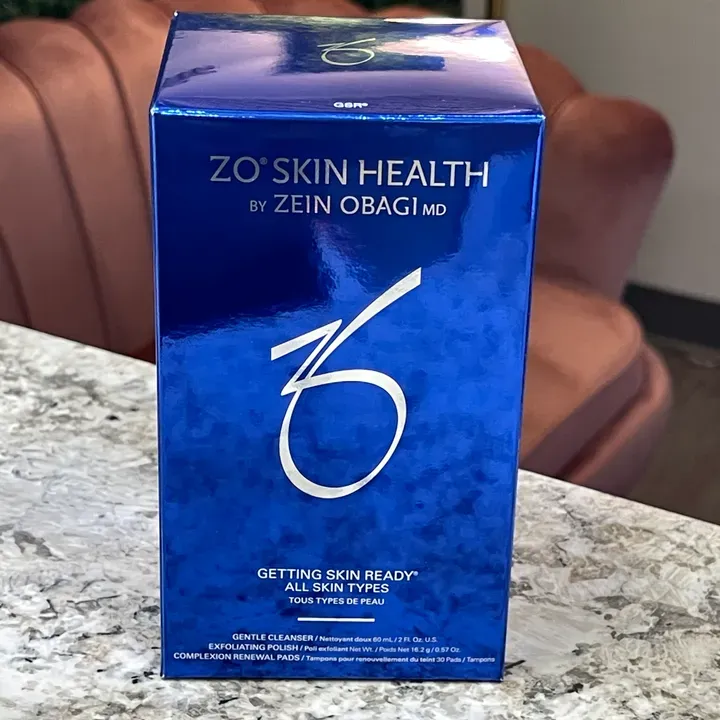 GSR®
ZO® SKIN HEALTH
BY ZEIN OBAGI MD
GETTING SKIN READY®
ALL SKIN TYPES
TOUS TYPES DE PEAU
GENTLE CLEANSER / Nettoyant doux 60 mL / 2 Fl. Oz. U.S.
EXFOLIATING POLISH / Poli exfoliant Net Wt. / Poids Net 16.2 g / 0.57 Oz.
COMPLEXION RENEWAL PADS / Tampons pour renouvellement du teint 30 Pads / Tampons